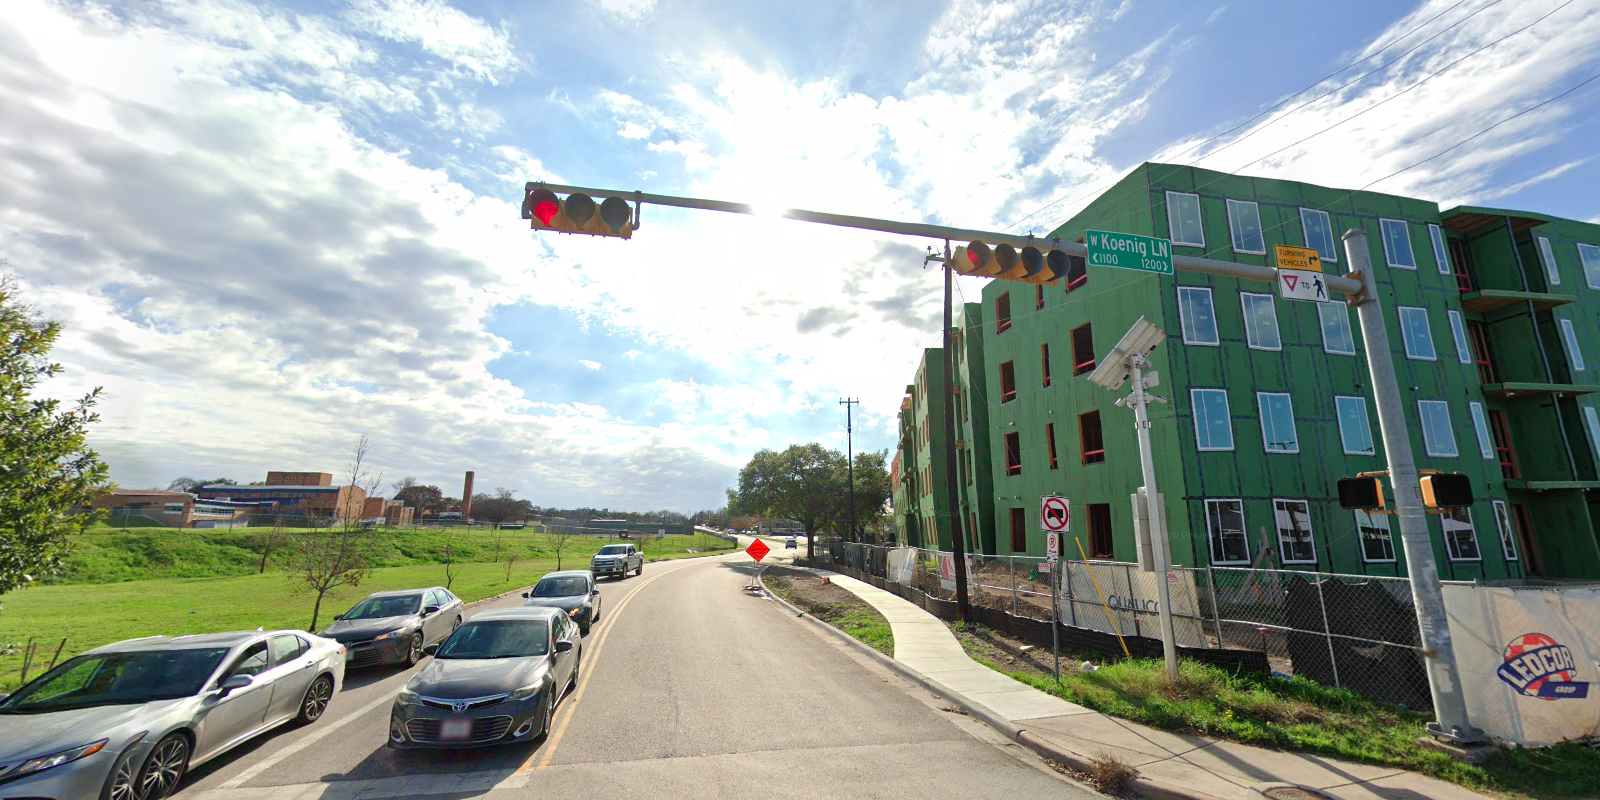 W Koenig LN
<1100 1200>
TURNING
VEHICLES
TO
QUALICO
LEDCOR
GROUP